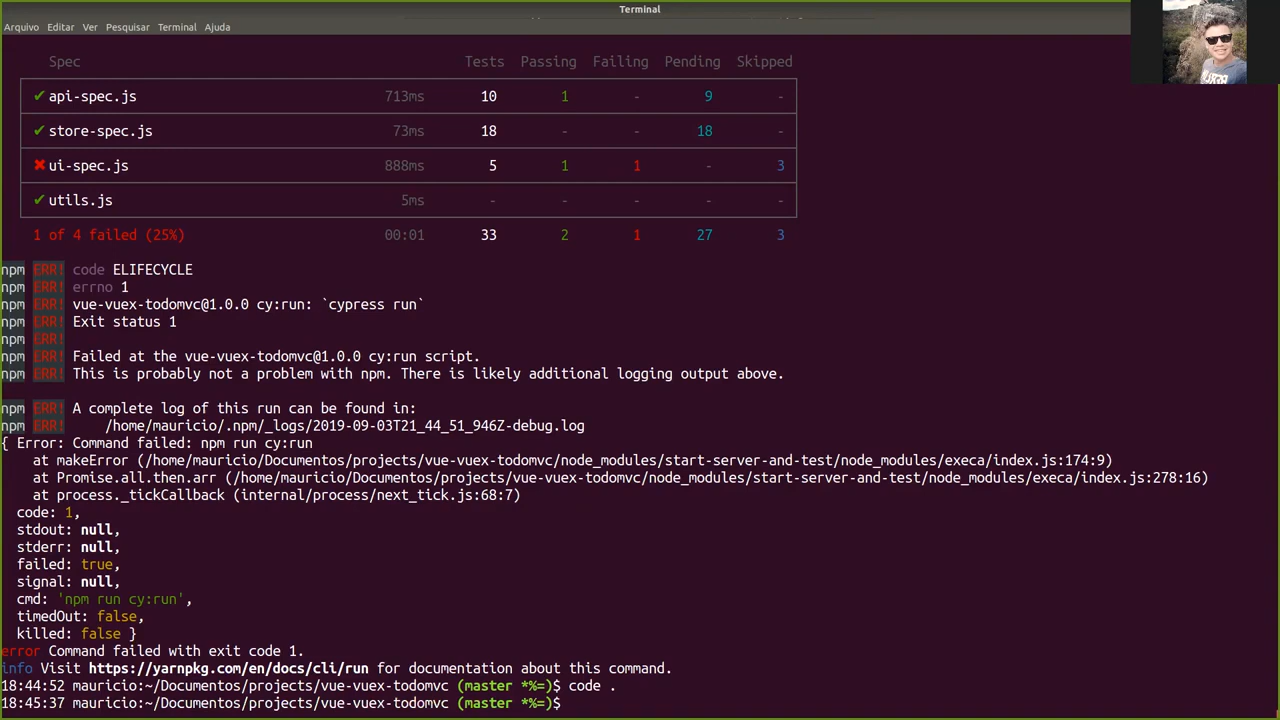 Terminal
Arquivo Editar Ver Pesquisar Terminal Ajuda
Spec Tests Passing Failing Pending Skipped
✔ api-spec.js 713ms 10 1 - 9 -
✔ store-spec.js 73ms 18 - - 18 -
✖ ui-spec.js 888ms 5 1 1 - 3
✔ utils.js 5ms - - - - -
1 of 4 failed (25%) 00:01 33 2 1 27 3
npm ERR! code ELIFECYCLE
npm ERR! errno 1
npm ERR! vue-vuex-todomvc@1.0.0 cy:run: `cypress run`
npm ERR! Exit status 1
npm ERR!
npm ERR! Failed at the vue-vuex-todomvc@1.0.0 cy:run script.
npm ERR! This is probably not a problem with npm. There is likely additional logging output above.
npm ERR! A complete log of this run can be found in:
npm ERR! /home/mauricio/.npm/_logs/2019-09-03T21_44_51_946Z-debug.log
{ Error: Command failed: npm run cy:run
at makeError (/home/mauricio/Documentos/projects/vue-vuex-todomvc/node_modules/start-server-and-test/node_modules/execa/index.js:174:9)
at Promise.all.then.arr (/home/mauricio/Documentos/projects/vue-vuex-todomvc/node_modules/start-server-and-test/node_modules/execa/index.js:278:16)
at process._tickCallback (internal/process/next_tick.js:68:7)
code: 1,
stdout: null,
stderr: null,
failed: true,
signal: null,
cmd: 'npm run cy:run',
timedOut: false,
killed: false }
error Command failed with exit code 1.
info Visit https://yarnpkg.com/en/docs/cli/run for documentation about this command.
18:44:52 mauricio:~/Documentos/projects/vue-vuex-todomvc (master *%=)$ code .
18:45:37 mauricio:~/Documentos/projects/vue-vuex-todomvc (master *%=)$